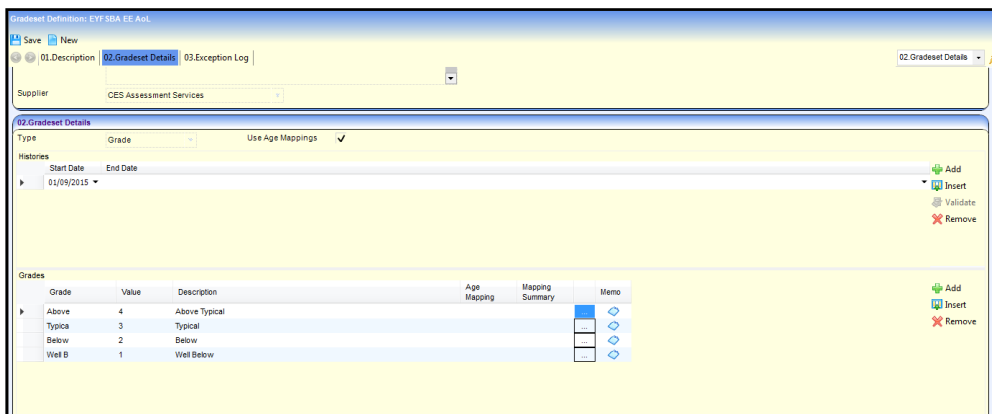 Gradeset Definition: EYFSBA EE AoL
Save New
01.Description 02.Gradeset Details 03.Exception Log 02.Gradeset Details
Supplier CES Assessment Services
02.Gradeset Details
Type Grade Use Age Mappings
Histories
Start Date End Date
Add
01/09/2015
Insert
Validate
Remove
Grades
Grade Value Description Age Mapping Mapping Summary Memo
Add
Insert
Remove
Above 4 Above Typical ...
Typica 3 Typical ...
Below 2 Below ...
Well B 1 Well Below ...